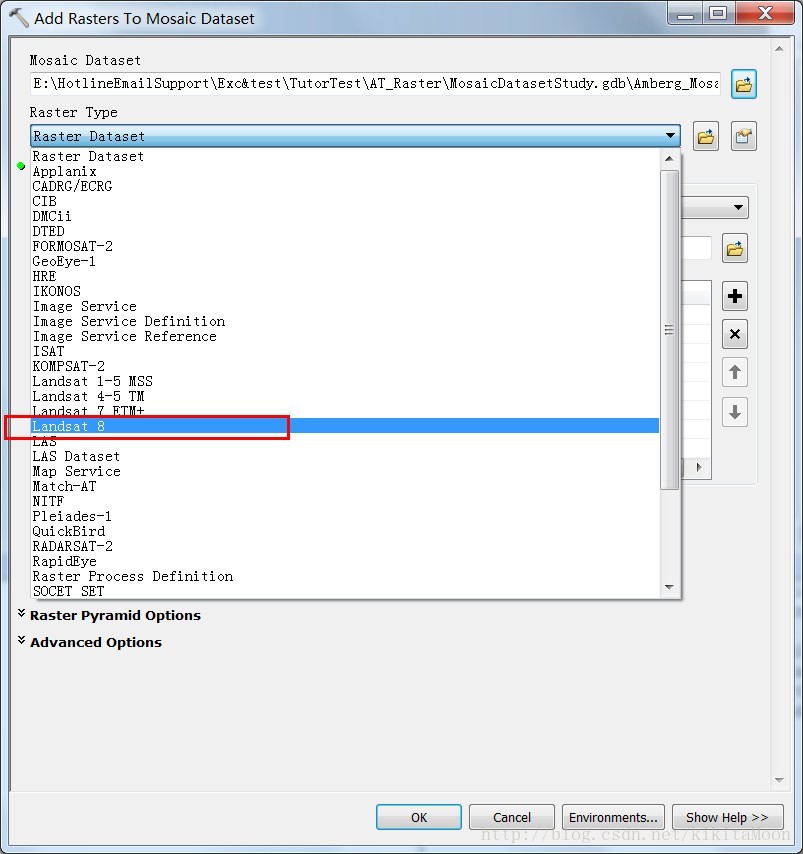 Add Rasters To Mosaic Dataset
Mosaic Dataset
E:\HotlineEmailSupport\Exc&test\TutorTest\AT_Raster\MosaicDatasetStudy.gdb\Amberg_Mosa
Raster Type
Raster Dataset
Raster Dataset
Applanix
CADRG/ECRG
CIB
DMCii
DTED
FORMOSAT-2
GeoEye-1
HRE
IKONOS
Image Service
Image Service Definition
Image Service Reference
ISAT
KOMPSAT-2
Landsat 1-5 MSS
Landsat 4-5 TM
Landsat 7 ETM+
Landsat 8
LAS
LAS Dataset
Map Service
Match-AT
NITF
Pleiades-1
QuickBird
RADARSAT-2
RapidEye
Raster Process Definition
SOCET SET
Raster Pyramid Options
Advanced Options
OK Cancel Environments... Show Help >>
http://blog.csdn.net/kikitaMoon